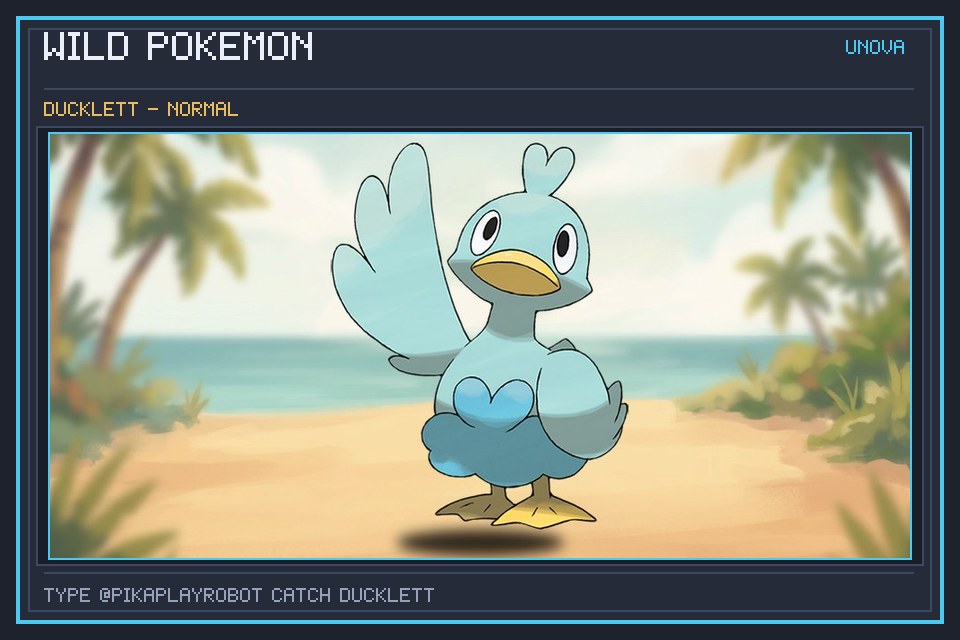 WILD POKEMON
UNOVA
DUCKLETT - NORMAL
TYPE @PIKAPLAYROBOT CATCH DUCKLETT